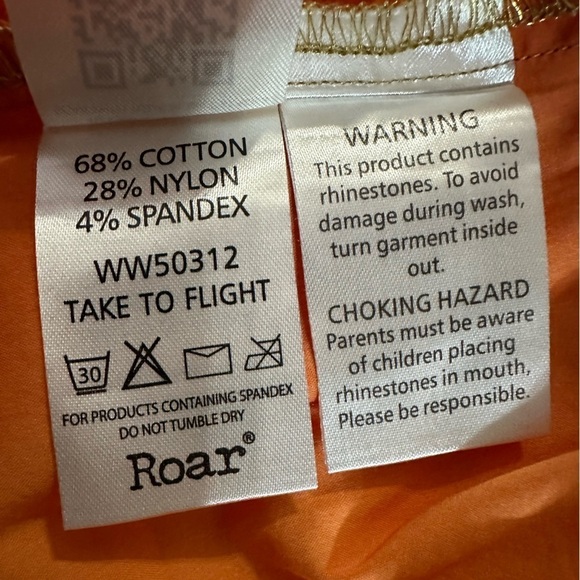 68% COTTON
28% NYLON
4% SPANDEX
WW50312
TAKE TO FLIGHT
30
FOR PRODUCTS CONTAINING SPANDEX
DO NOT TUMBLE DRY
Roar®
WARNING
This product contains
rhinestones. To avoid
damage during wash,
turn garment inside
out.
CHOKING HAZARD
Parents must be aware
of children placing
rhinestones in mouth,
Please be responsible.